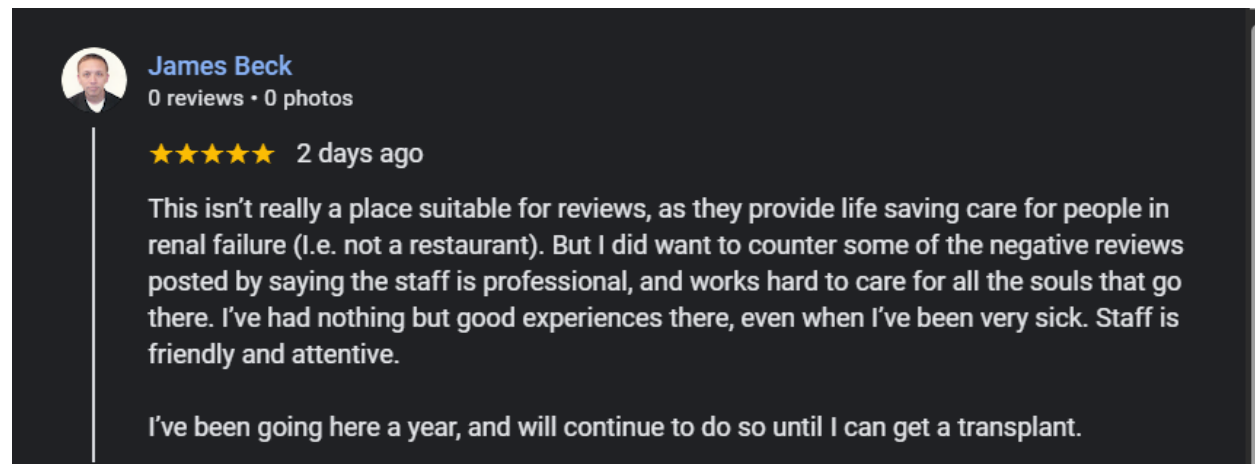 James Beck
0 reviews • 0 photos
2 days ago
This isn’t really a place suitable for reviews, as they provide life saving care for people in
renal failure (I.e. not a restaurant). But I did want to counter some of the negative reviews
posted by saying the staff is professional, and works hard to care for all the souls that go
there. I’ve had nothing but good experiences there, even when I’ve been very sick. Staff is
friendly and attentive.
I’ve been going here a year, and will continue to do so until I can get a transplant.